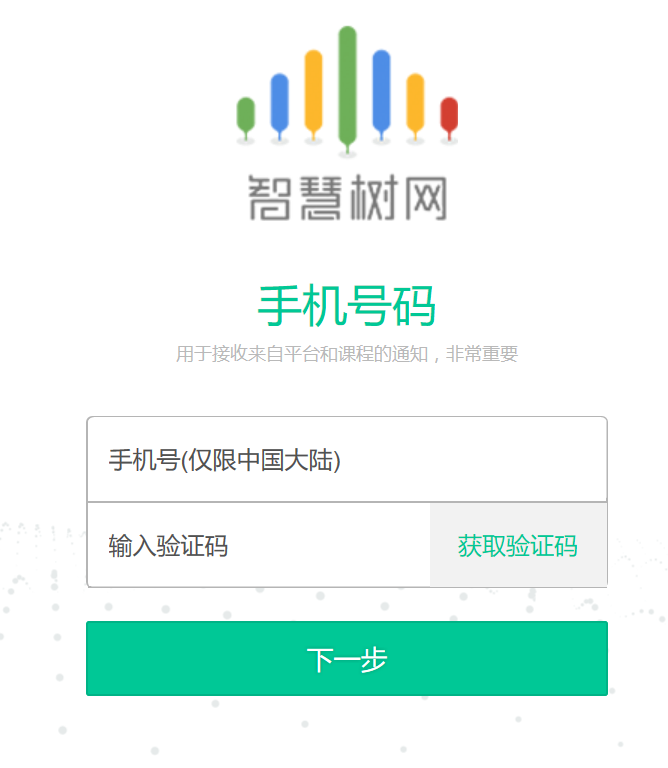 智慧树网
手机号码
用于接收来自平台和课程的通知，非常重要
手机号(仅限中国大陆)
输入验证码
获取验证码
下一步